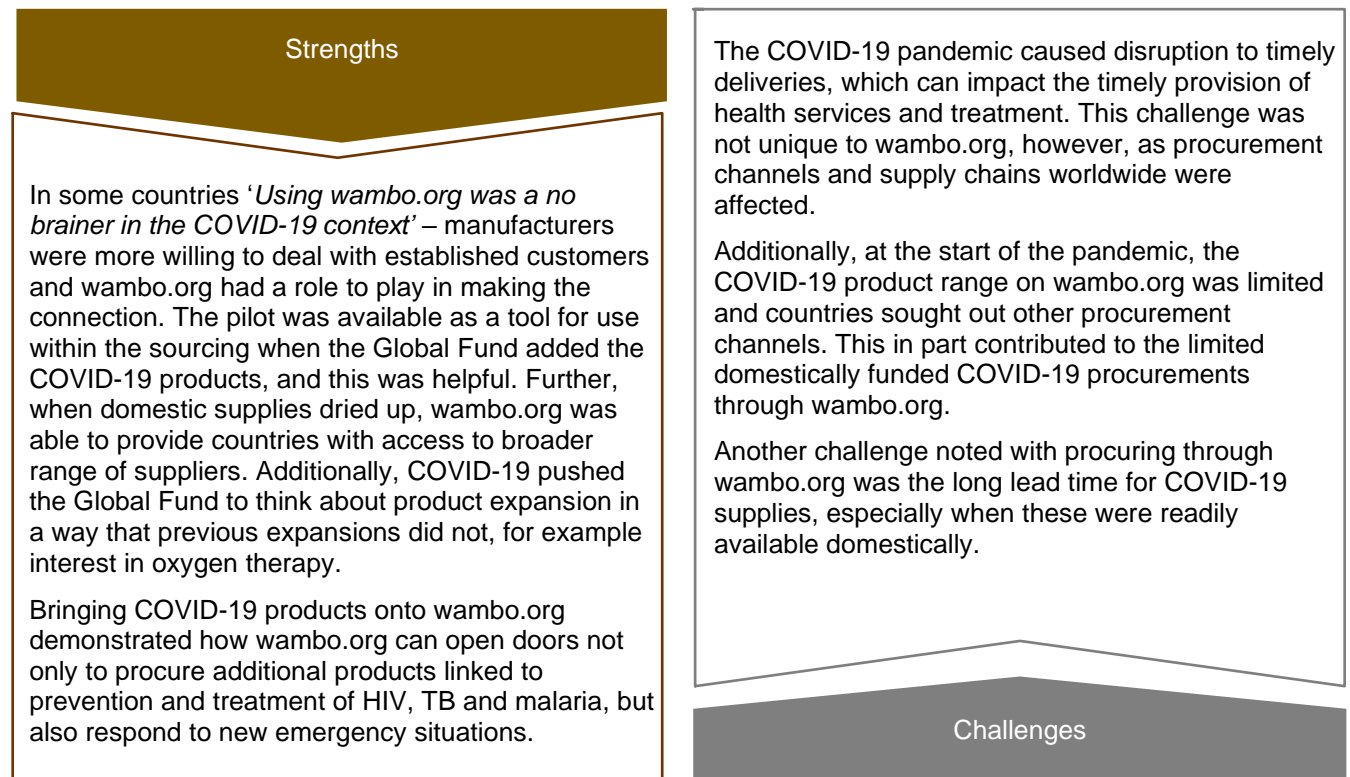 Strengths
In some countries ‘Using wambo.org was a no
brainer in the COVID-19 context’ – manufacturers
were more willing to deal with established customers
and wambo.org had a role to play in making the
connection. The pilot was available as a tool for use
within the sourcing when the Global Fund added the
COVID-19 products, and this was helpful. Further,
when domestic supplies dried up, wambo.org was
able to provide countries with access to broader
range of suppliers. Additionally, COVID-19 pushed
the Global Fund to think about product expansion in
a way that previous expansions did not, for example
interest in oxygen therapy.
Bringing COVID-19 products onto wambo.org
demonstrated how wambo.org can open doors not
only to procure additional products linked to
prevention and treatment of HIV, TB and malaria, but
also respond to new emergency situations.
The COVID-19 pandemic caused disruption to timely
deliveries, which can impact the timely provision of
health services and treatment. This challenge was
not unique to wambo.org, however, as procurement
channels and supply chains worldwide were
affected.
Additionally, at the start of the pandemic, the
COVID-19 product range on wambo.org was limited
and countries sought out other procurement
channels. This in part contributed to the limited
domestically funded COVID-19 procurements
through wambo.org.
Another challenge noted with procuring through
wambo.org was the long lead time for COVID-19
supplies, especially when these were readily
available domestically.
Challenges